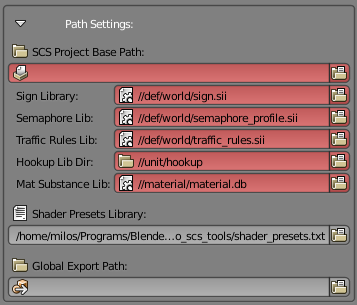 Path Settings:
SCS Project Base Path:
Sign Library: //def/world/sign.sii
Semaphore Lib: //def/world/semaphore_profile.sii
Traffic Rules Lib: //def/world/traffic_rules.sii
Hookup Lib Dir: //unit/hookup
Mat Substance Lib: //material/material.db
Shader Presets Library:
/home/milos/Programs/Blende...o_scs_tools/shader_presets.txt
Global Export Path: